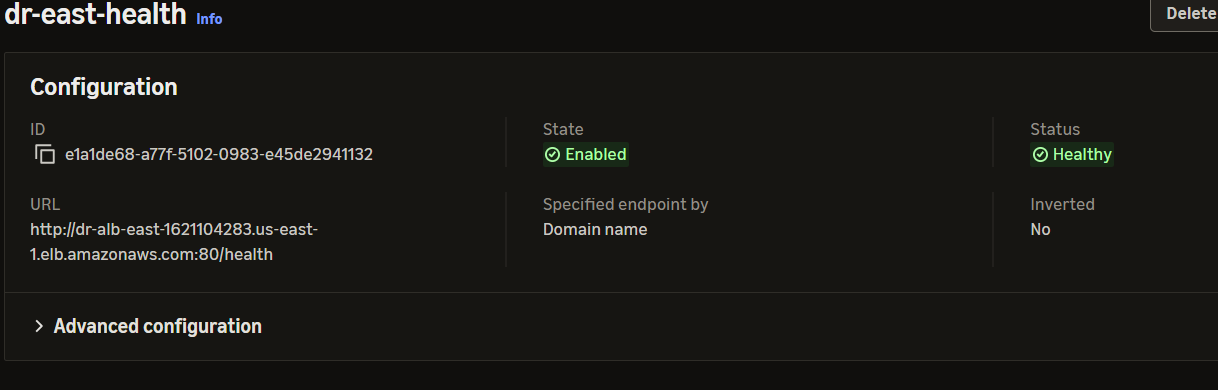 dr-east-health Info
Delete
Configuration
ID
e1a1de68-a77f-5102-0983-e45de2941132
State
Enabled
Status
Healthy
URL
http://dr-alb-east-1621104283.us-east-
1.elb.amazonaws.com:80/health
Specified endpoint by
Domain name
Inverted
No
Advanced configuration